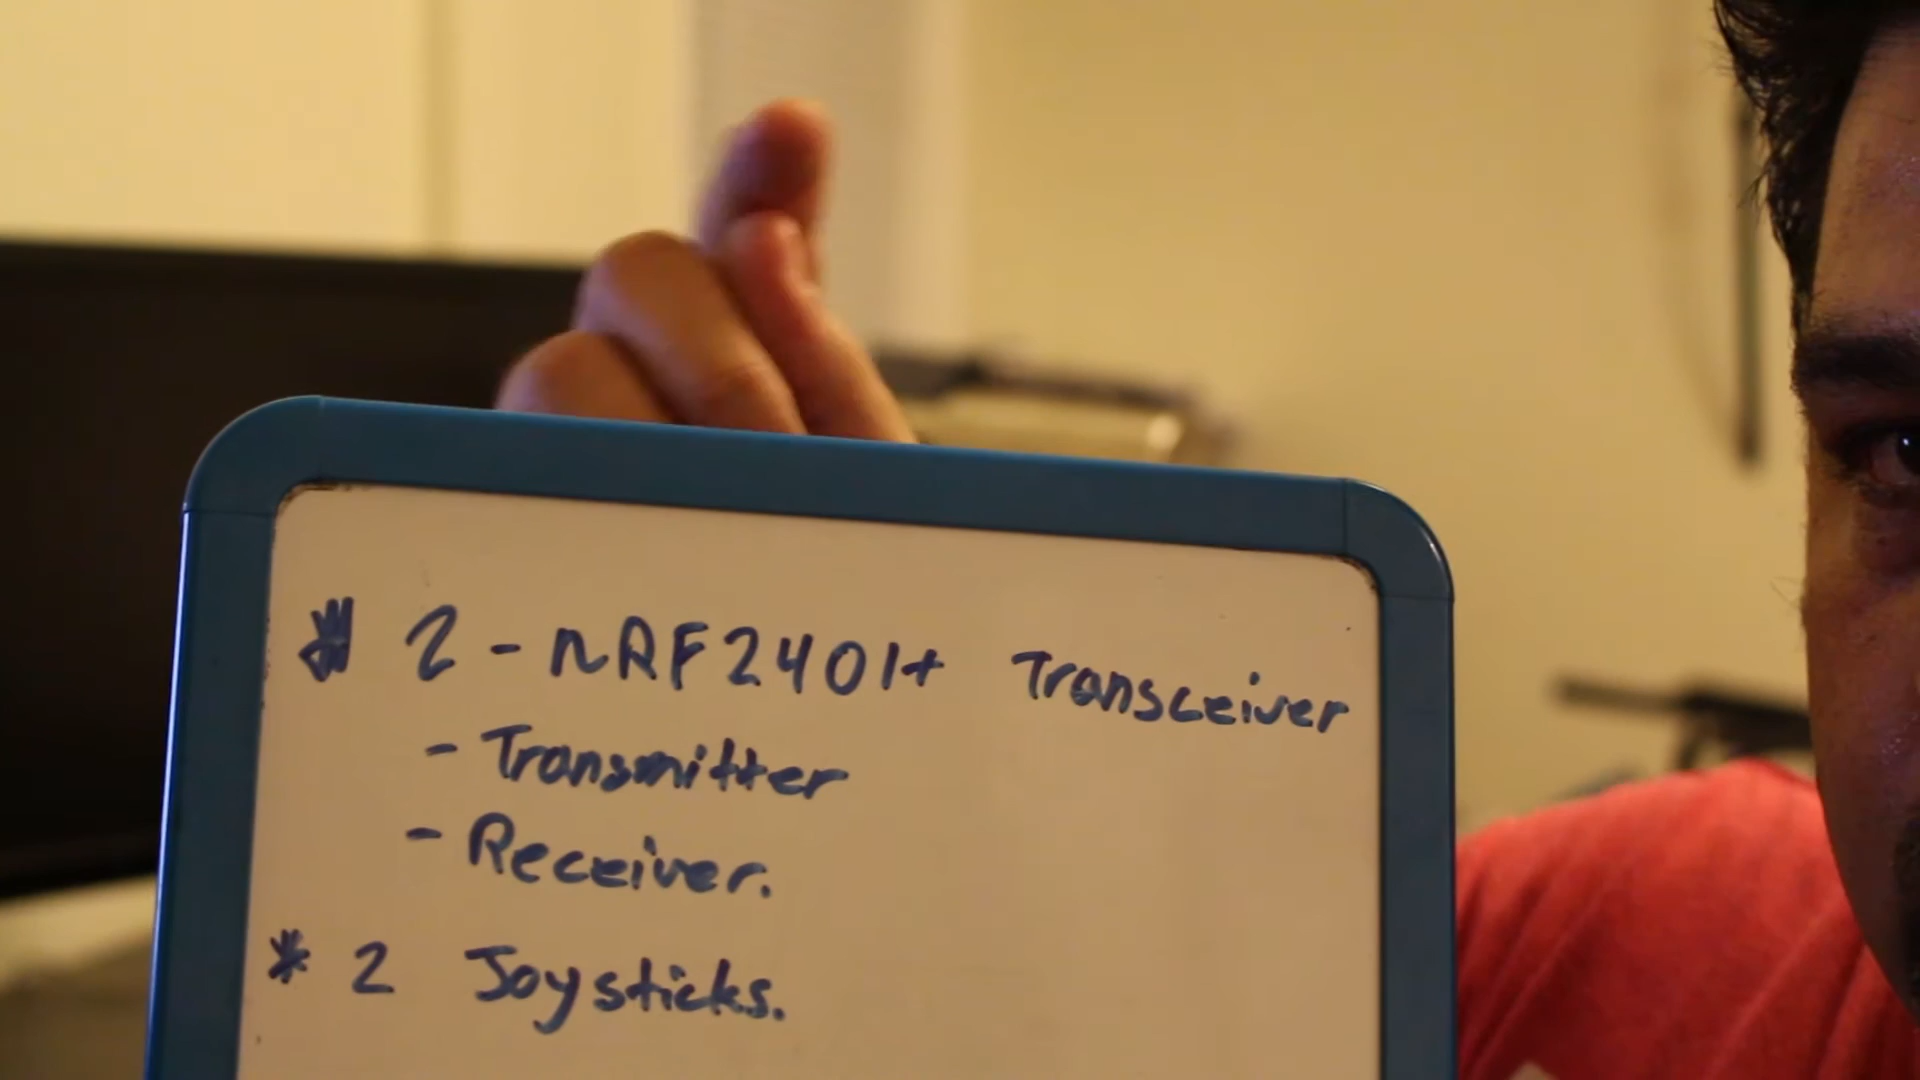 * 2 - nRF2401+ Transceiver
- Transmitter
- Receiver.
* 2 Joysticks.